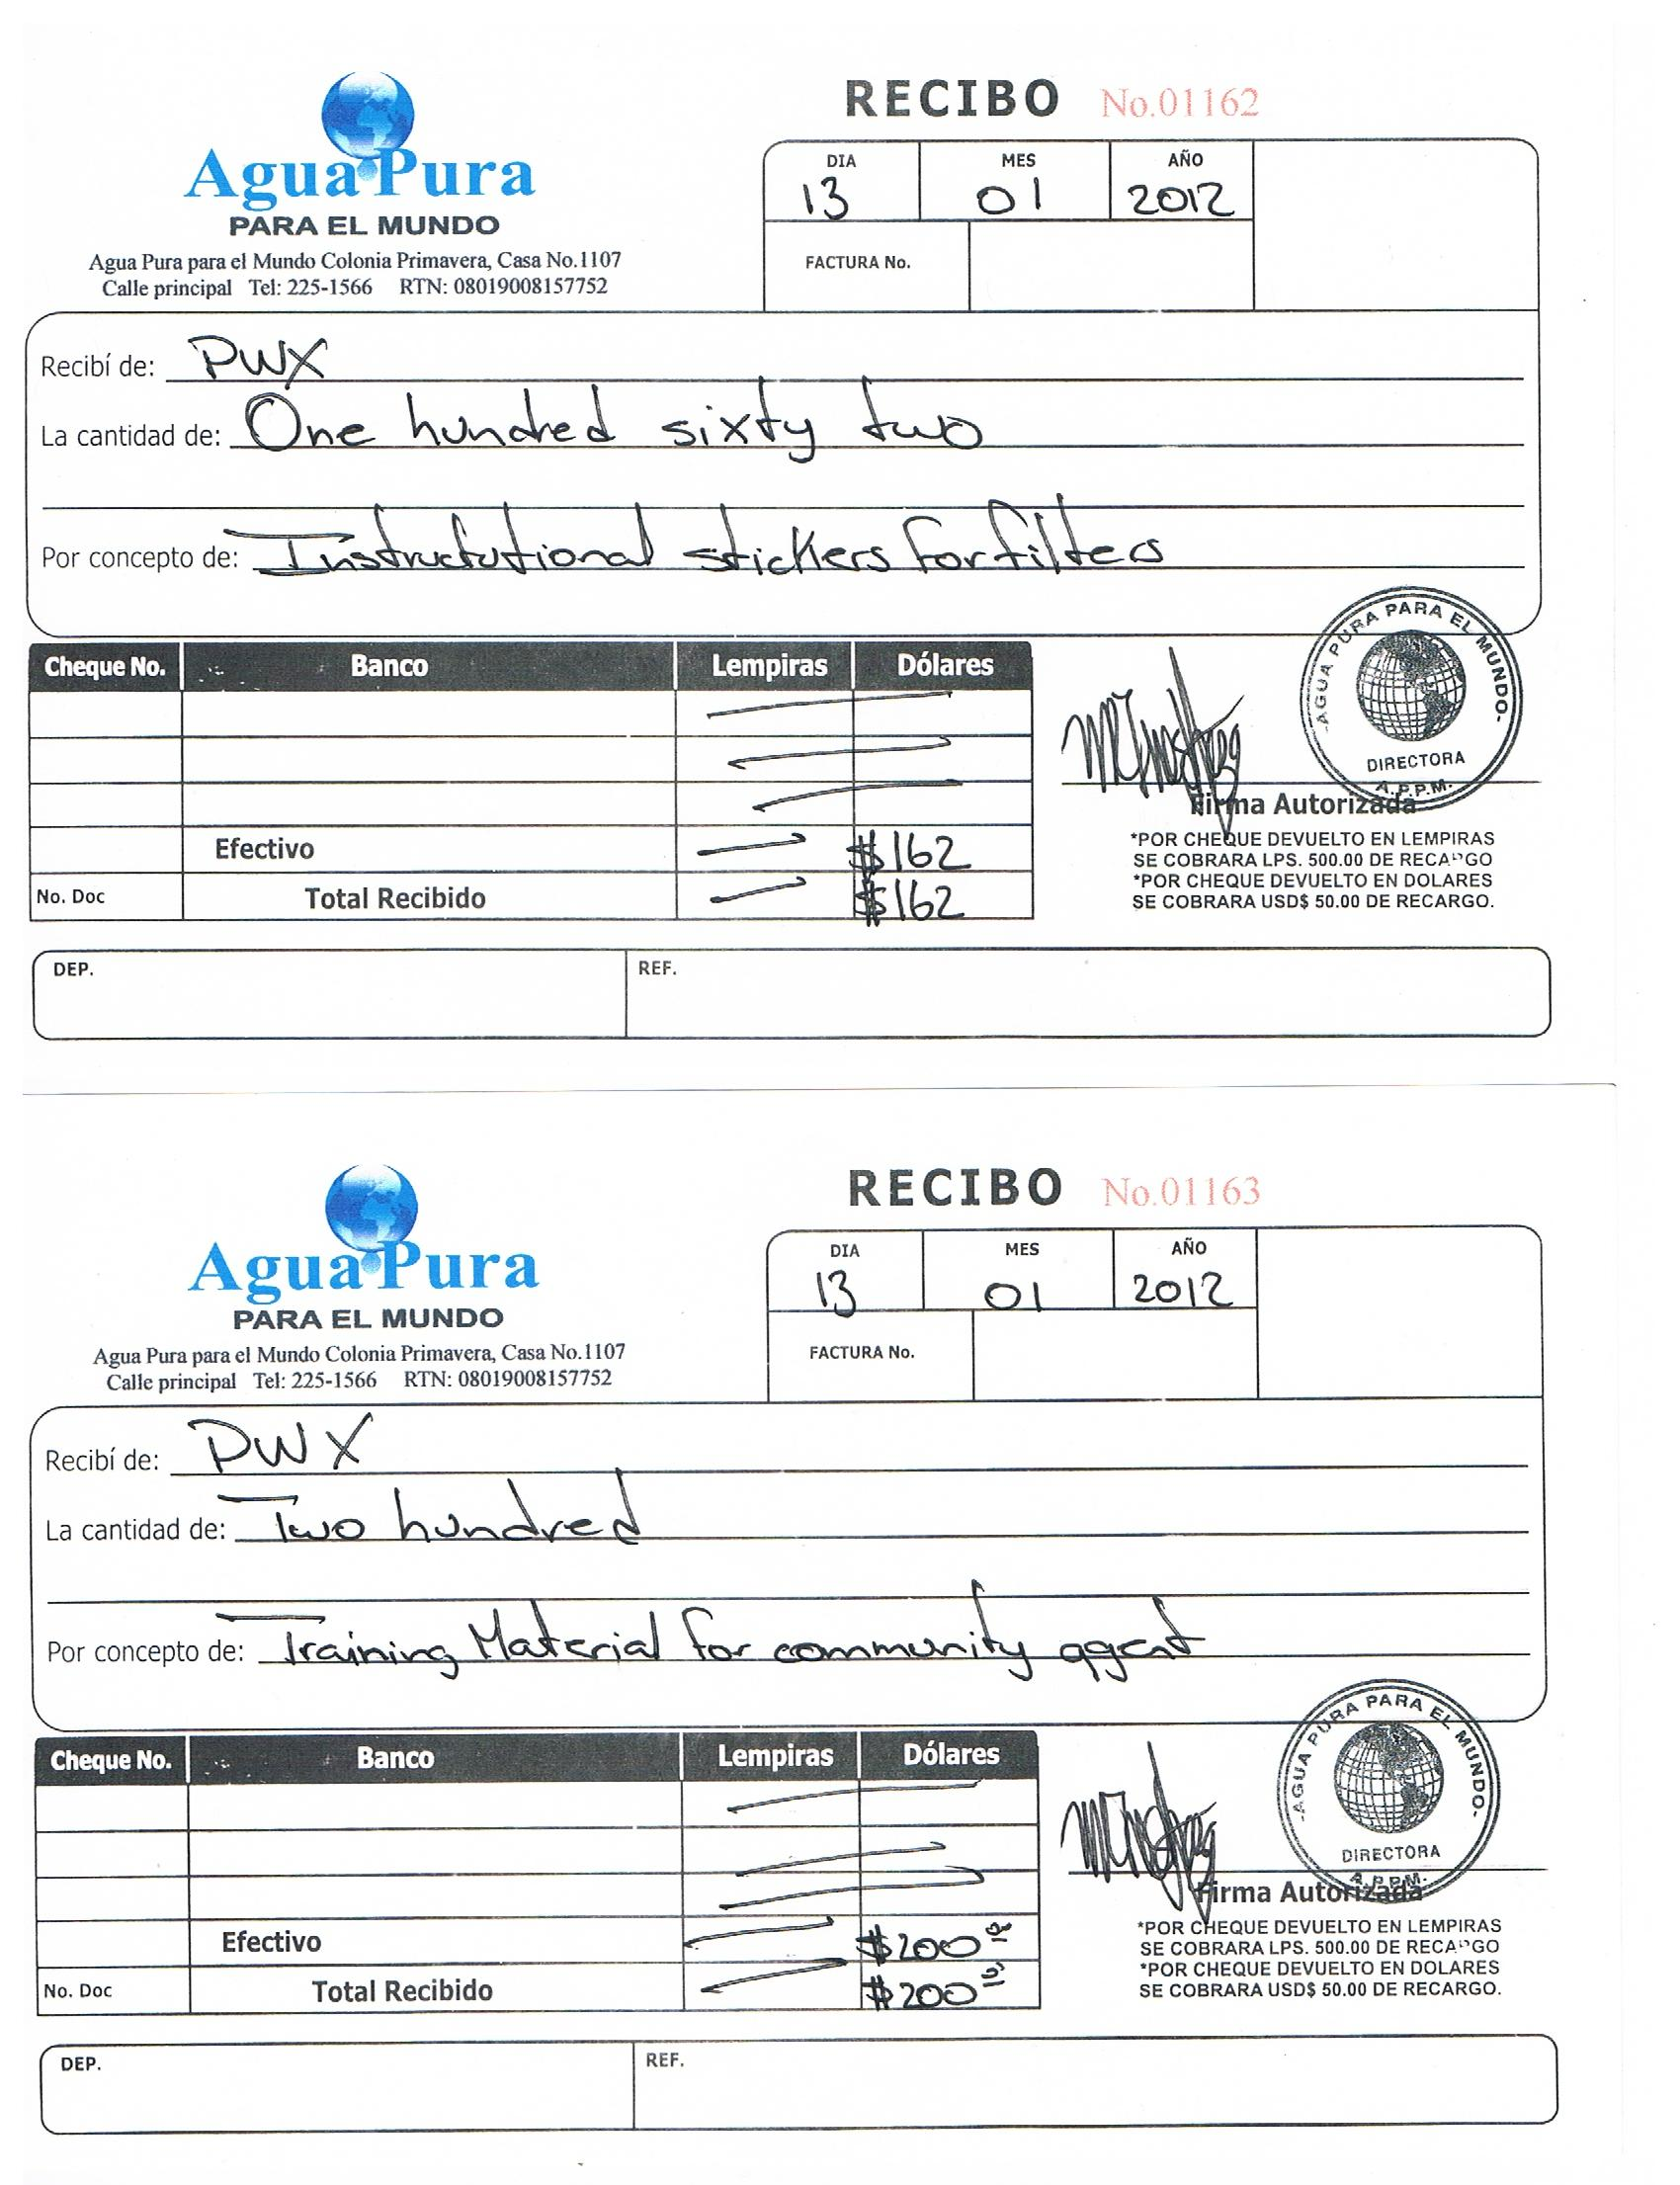 RECIBO No.01162
Agua Pura
PARA EL MUNDO
Agua Pura para el Mundo Colonia Primavera, Casa No.1107
Calle principal Tel: 225-1566 RTN: 08019008157752
DIA MES AÑO
13 01 2012
FACTURA No.
Recibí de: PWX
La cantidad de: One hundred sixty two
Por concepto de: Instructutional stickers for filters
Cheque No. Banco Lempiras Dólares
Efectivo $162
No. Doc Total Recibido $162
-AGUA PURA PARA EL MUNDO-
DIRECTORA
A.P.P.M.
Firma Autorizada
*POR CHEQUE DEVUELTO EN LEMPIRAS
SE COBRARA LPS. 500.00 DE RECARGO
*POR CHEQUE DEVUELTO EN DOLARES
SE COBRARA USD$ 50.00 DE RECARGO.
DEP. REF.
RECIBO No.01163
Agua Pura
PARA EL MUNDO
Agua Pura para el Mundo Colonia Primavera, Casa No.1107
Calle principal Tel: 225-1566 RTN: 08019008157752
DIA MES AÑO
13 01 2012
FACTURA No.
Recibí de: PWX
La cantidad de: Two hundred
Por concepto de: Training Material for community agent
Cheque No. Banco Lempiras Dólares
Efectivo $200
No. Doc Total Recibido $200
-AGUA PURA PARA EL MUNDO-
DIRECTORA
A.P.P.M.
Firma Autorizada
*POR CHEQUE DEVUELTO EN LEMPIRAS
SE COBRARA LPS. 500.00 DE RECARGO
*POR CHEQUE DEVUELTO EN DOLARES
SE COBRARA USD$ 50.00 DE RECARGO.
DEP. REF.